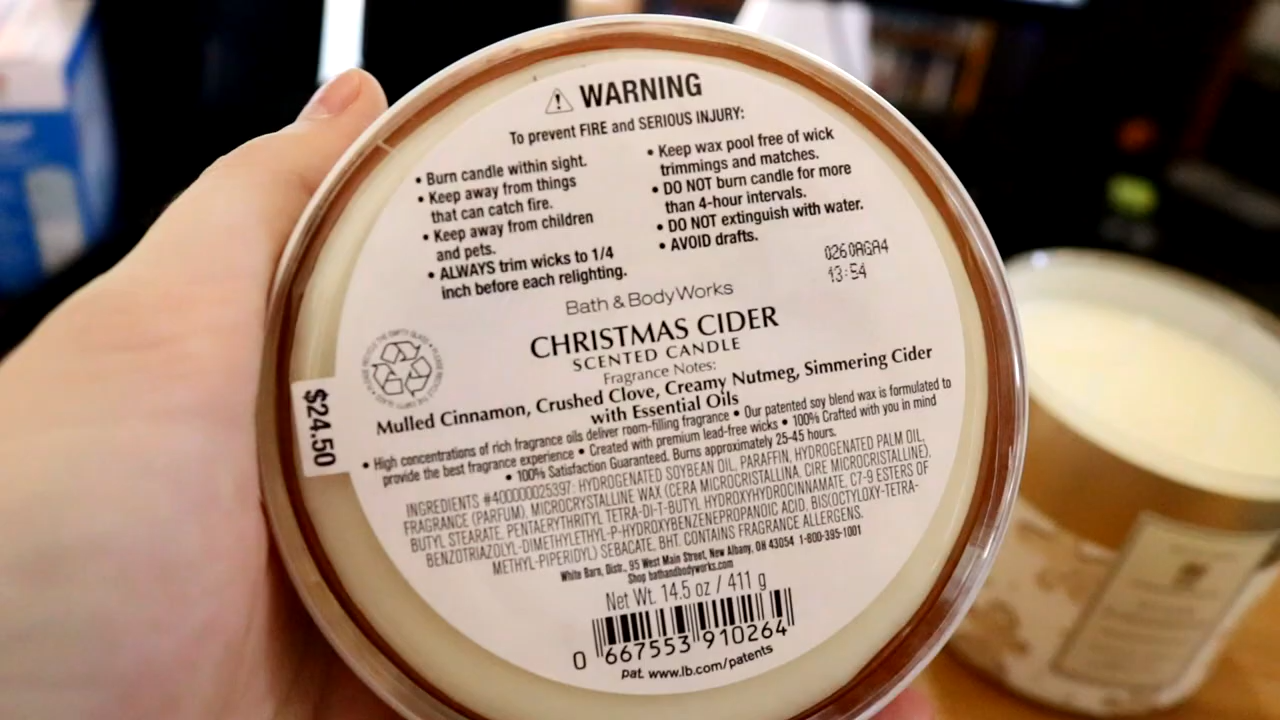 WARNING
To prevent FIRE and SERIOUS INJURY:
• Burn candle within sight.
• Keep away from things
that can catch fire.
• Keep away from children
and pets.
• ALWAYS trim wicks to 1/4
inch before each relighting.
• Keep wax pool free of wick
trimmings and matches.
• DO NOT burn candle for more
than 4-hour intervals.
• DO NOT extinguish with water.
• AVOID drafts.
0260AGA4
13:54
Bath & Body Works
CHRISTMAS CIDER
SCENTED CANDLE
Fragrance Notes:
Mulled Cinnamon, Crushed Clove, Creamy Nutmeg, Simmering Cider
with Essential Oils
• High concentrations of rich fragrance oils deliver room-filling fragrance • Our patented soy blend wax is formulated to
provide the best fragrance experience • Created with premium lead-free wicks • 100% Crafted with you in mind
• 100% Satisfaction Guaranteed. Burns approximately 25-45 hours.
INGREDIENTS #400000025397: HYDROGENATED SOYBEAN OIL, PARAFFIN, HYDROGENATED PALM OIL,
FRAGRANCE (PARFUM), MICROCRYSTALLINE WAX (CERA MICROCRISTALLINA, CIRE MICROCRISTALLINE),
BUTYL STEARATE, PENTAERYTHRITYL TETRA-DI-T-BUTYL HYDROXYHYDROCINNAMATE, C7-9 ESTERS OF
BENZOTRIAZOLYL-DIMETHYLETHYL-P-HYDROXYBENZENEPROPANOIC ACID, BIS(OCTYLOXY-TETRA-
METHYL-PIPERIDYL) SEBACATE, BHT. CONTAINS FRAGRANCE ALLERGENS.
White Barn, Distr., 95 West Main Street, New Albany, OH 43054 1-800-395-1001
Shop bathandbodyworks.com
Net Wt. 14.5 oz / 411 g
0 667553 910264
pat. www.lb.com/patents
$24.50